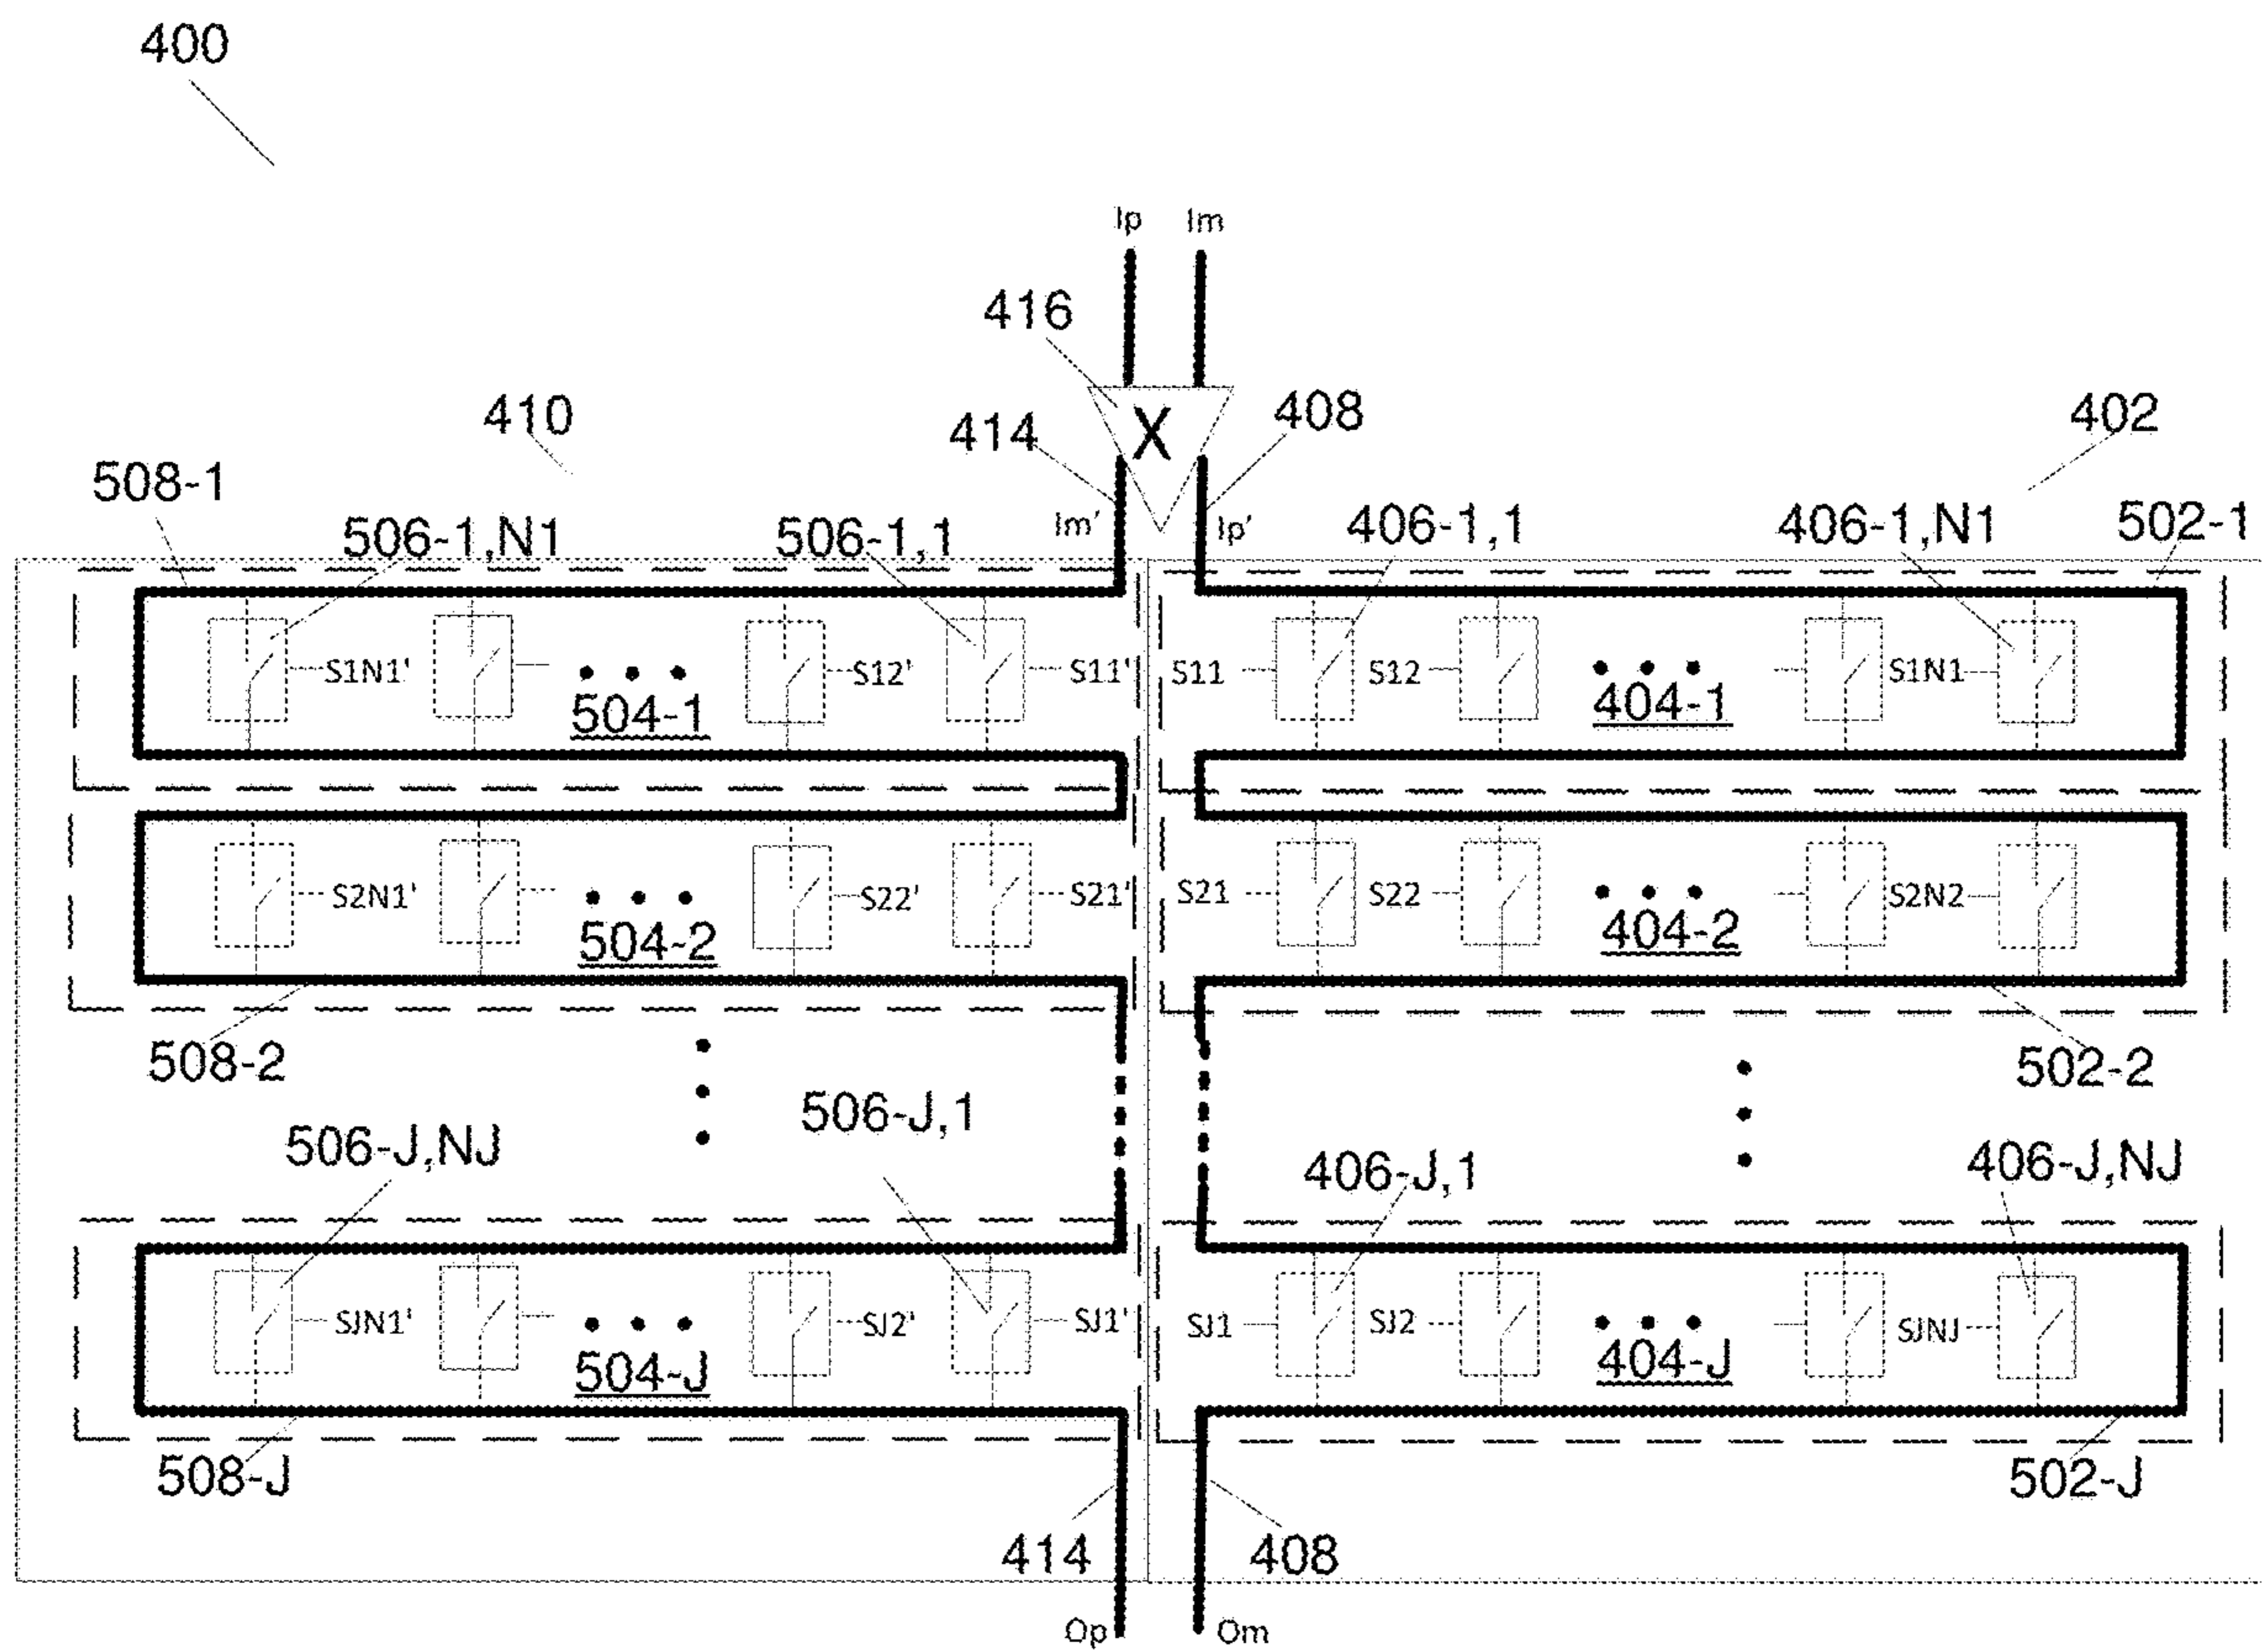 400
Ip Im
416
X
410 414 408 402
508-1
506-1,N1 506-1,1 Im' Ip' 406-1,1 406-1,N1 502-1
S1N1' S12' S11' S11 S12 S1N1
504-1 404-1
S2N1' S22' S21' S21 S22 S2N2
504-2 404-2
508-2 502-2
506-J,NJ 506-J,1 406-J,1 406-J,NJ
SJN1' SJ2' SJ1' SJ1 SJ2 SJNJ
504-J 404-J
508-J 502-J
414 408
Op Om